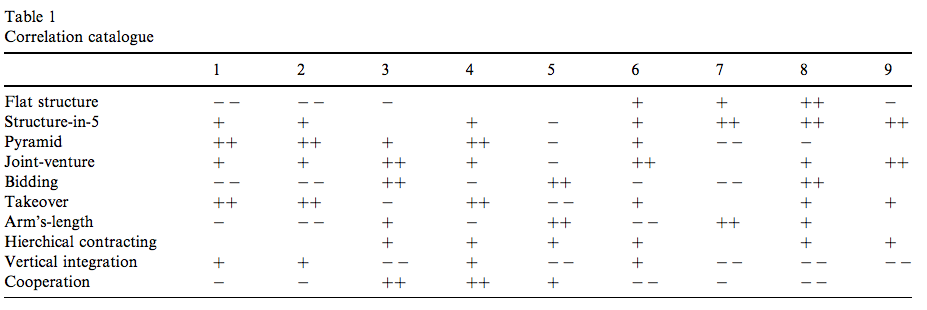 Table 1
Correlation catalogue
1 2 3 4 5 6 7 8 9
Flat structure −− −− − + + ++ −
Structure-in-5 + + + − + ++ ++ ++
Pyramid ++ ++ + ++ − + −− −
Joint-venture + + ++ + − ++ + ++
Bidding −− −− ++ − ++ − −− ++
Takeover ++ ++ − ++ −− + + +
Arm's-length − −− + − ++ −− ++ +
Hierchical contracting + + + + + +
Vertical integration + + −− + −− + −− −− −−
Cooperation − − ++ ++ + −− − −−